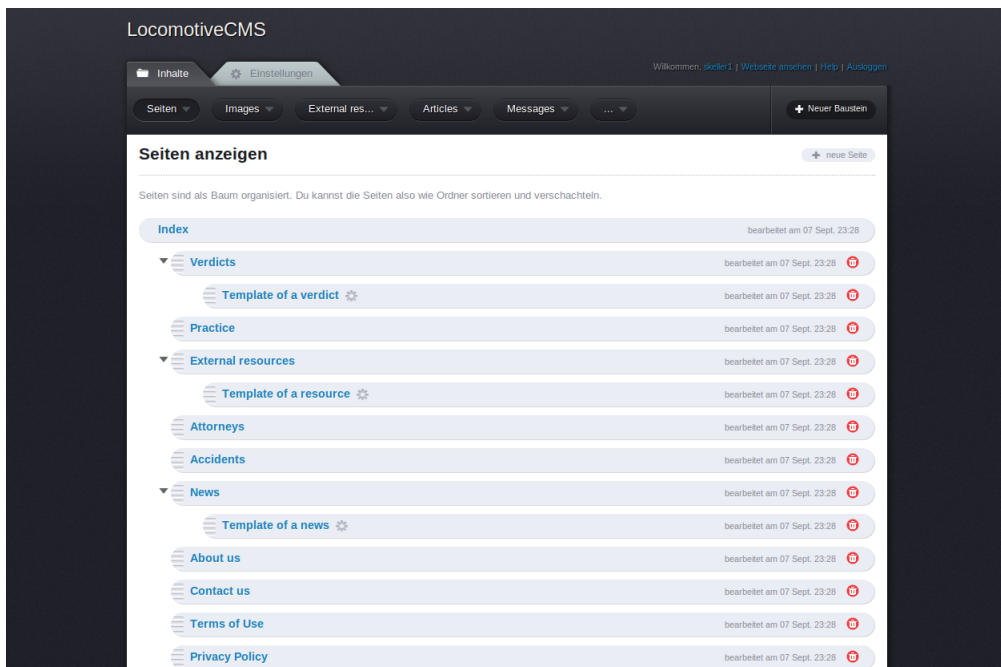 LocomotiveCMS
Inhalte
Einstellungen
Willkommen, skeller1 | Webseite ansehen | Help | Ausloggen
Seiten
Images
External res...
Articles
Messages
...
Neuer Baustein
Seiten anzeigen
neue Seite
Seiten sind als Baum organisiert. Du kannst die Seiten also wie Ordner sortieren und verschachteln.
Index bearbeitet am 07 Sept. 23:28
Verdicts bearbeitet am 07 Sept. 23:28
Template of a verdict bearbeitet am 07 Sept. 23:28
Practice bearbeitet am 07 Sept. 23:28
External resources bearbeitet am 07 Sept. 23:28
Template of a resource bearbeitet am 07 Sept. 23:28
Attorneys bearbeitet am 07 Sept. 23:28
Accidents bearbeitet am 07 Sept. 23:28
News bearbeitet am 07 Sept. 23:28
Template of a news bearbeitet am 07 Sept. 23:28
About us bearbeitet am 07 Sept. 23:28
Contact us bearbeitet am 07 Sept. 23:28
Terms of Use bearbeitet am 07 Sept. 23:28
Privacy Policy bearbeitet am 07 Sept. 23:28